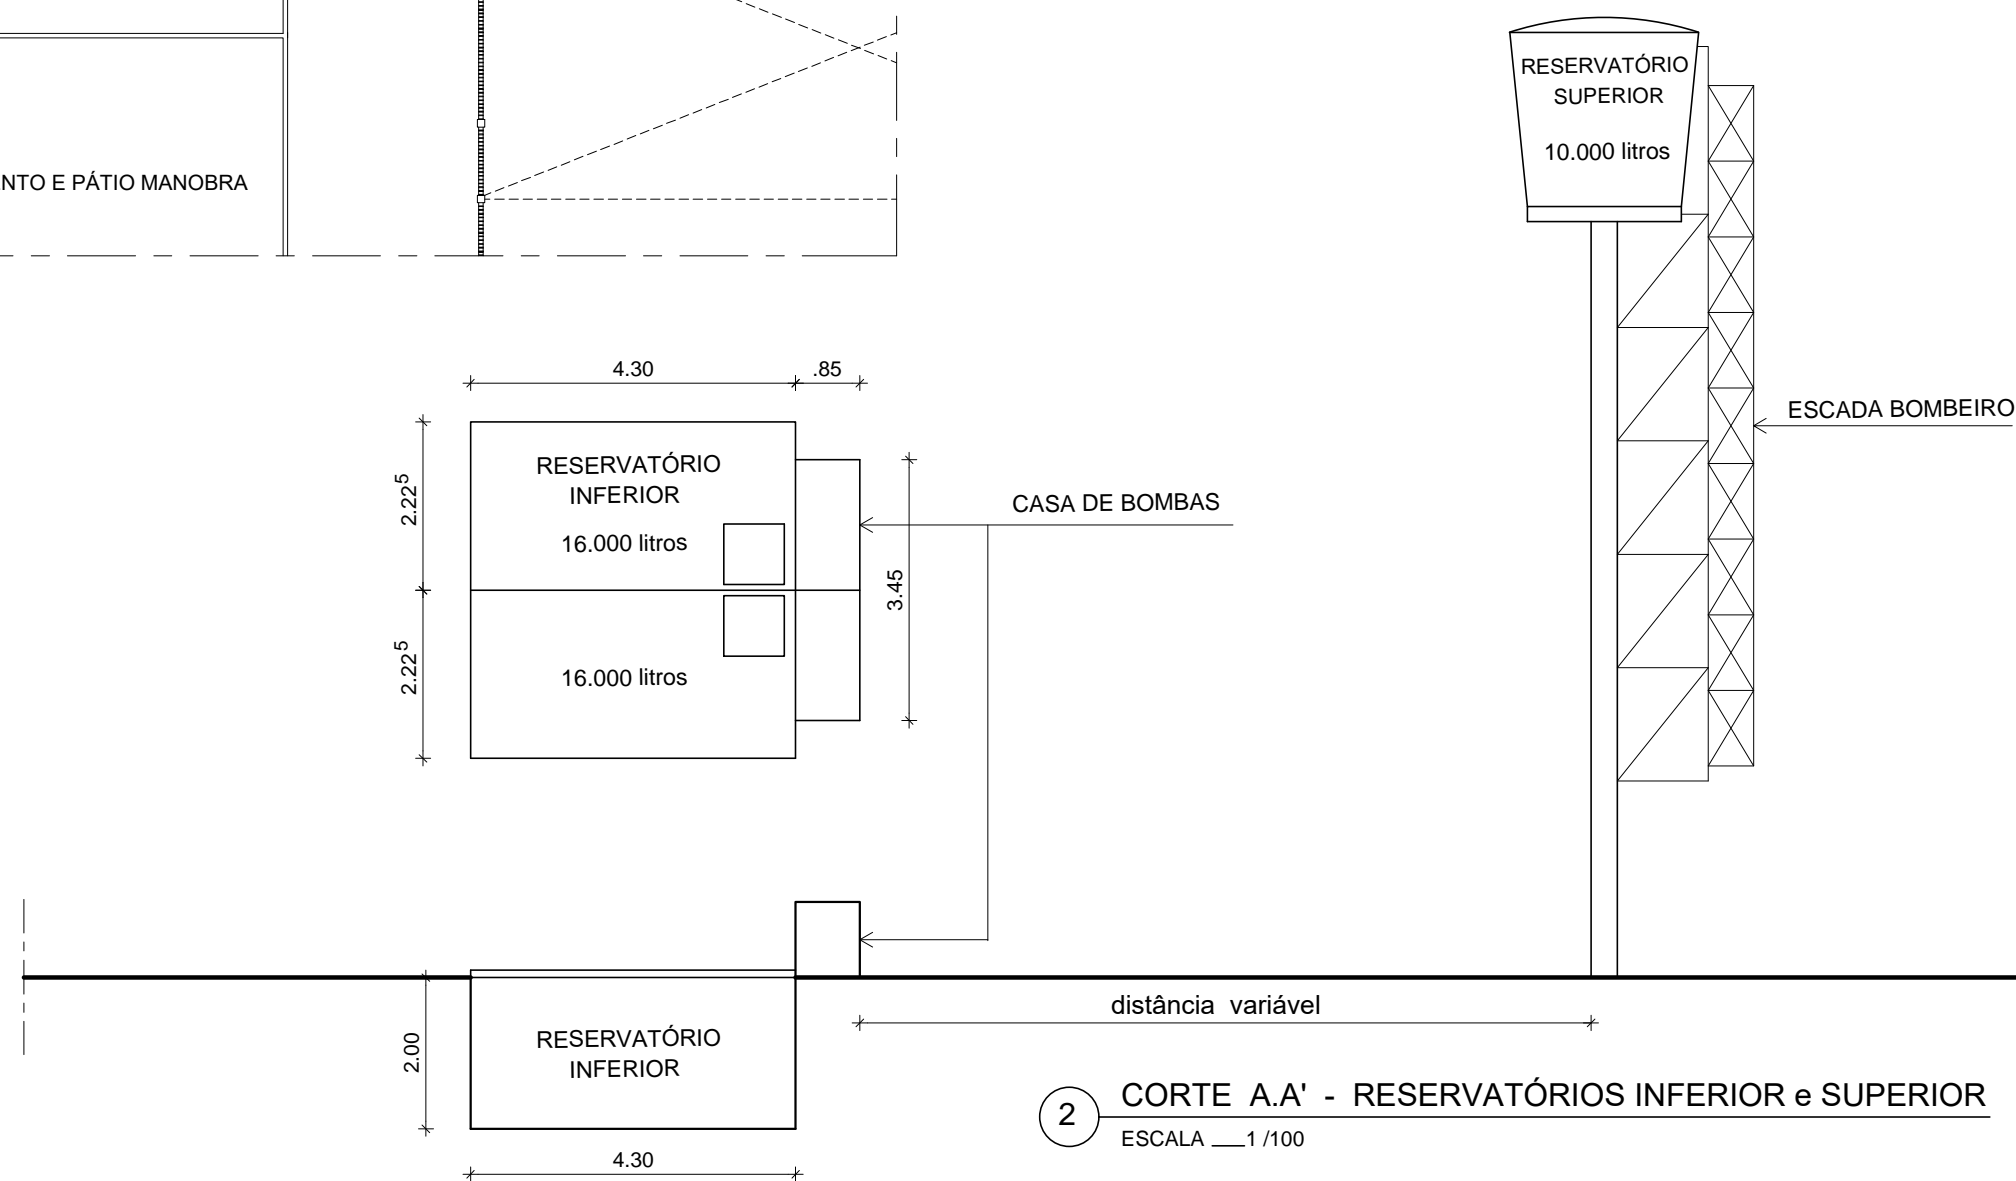 RESERVATÓRIO
SUPERIOR
10.000 litros
NTO E PÁTIO MANOBRA
4.30
.85
ESCADA BOMBEIRO
RESERVATÓRIO
INFERIOR
16.000 litros
2.22⁵
CASA DE BOMBAS
3.45
2.22⁵
16.000 litros
distância variável
2.00
RESERVATÓRIO
INFERIOR
2
CORTE A.A' - RESERVATÓRIOS INFERIOR e SUPERIOR
ESCALA 1 /100
4.30